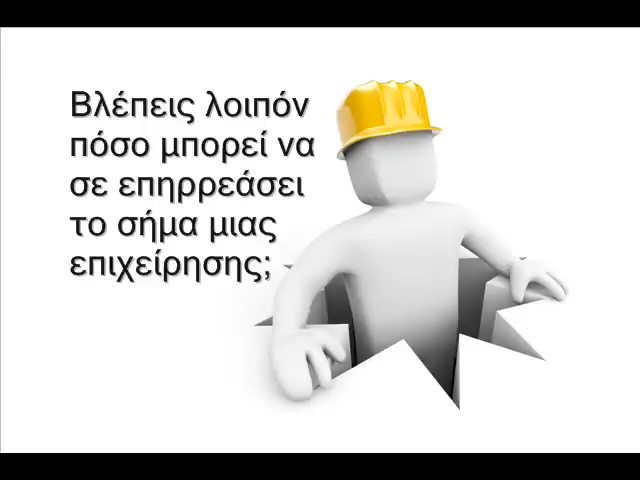 Βλέπεις λοιπόν
πόσο μπορεί να
σε επηρρεάσει
το σήμα μιας
επιχείρησης;